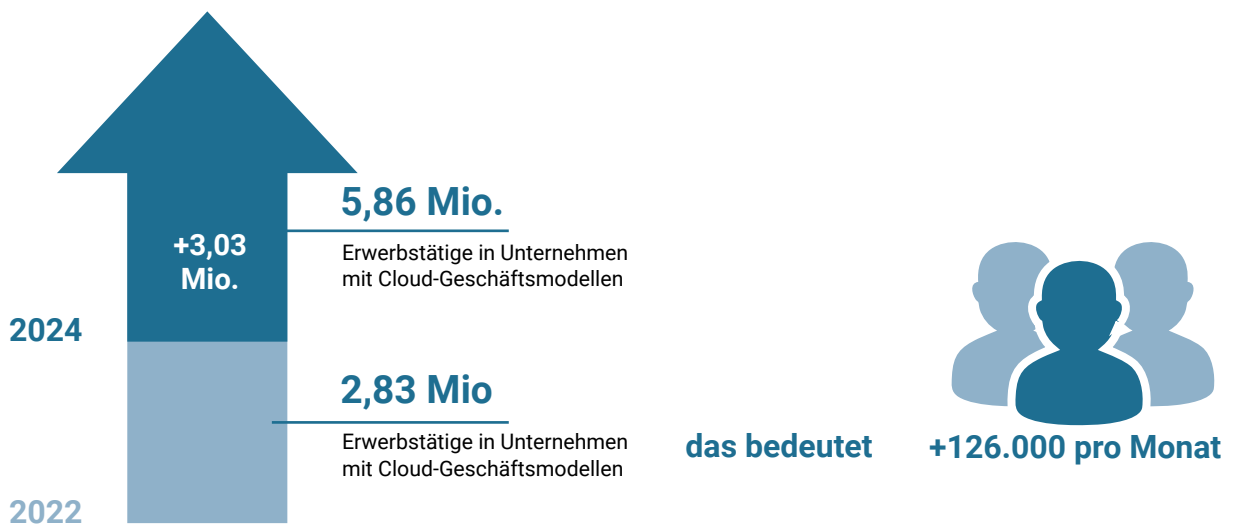 5,86 Mio.
+3,03
Mio.
Erwerbstätige in Unternehmen
mit Cloud-Geschäftsmodellen
2024
2,83 Mio
Erwerbstätige in Unternehmen
mit Cloud-Geschäftsmodellen
das bedeutet
+126.000 pro Monat
2022